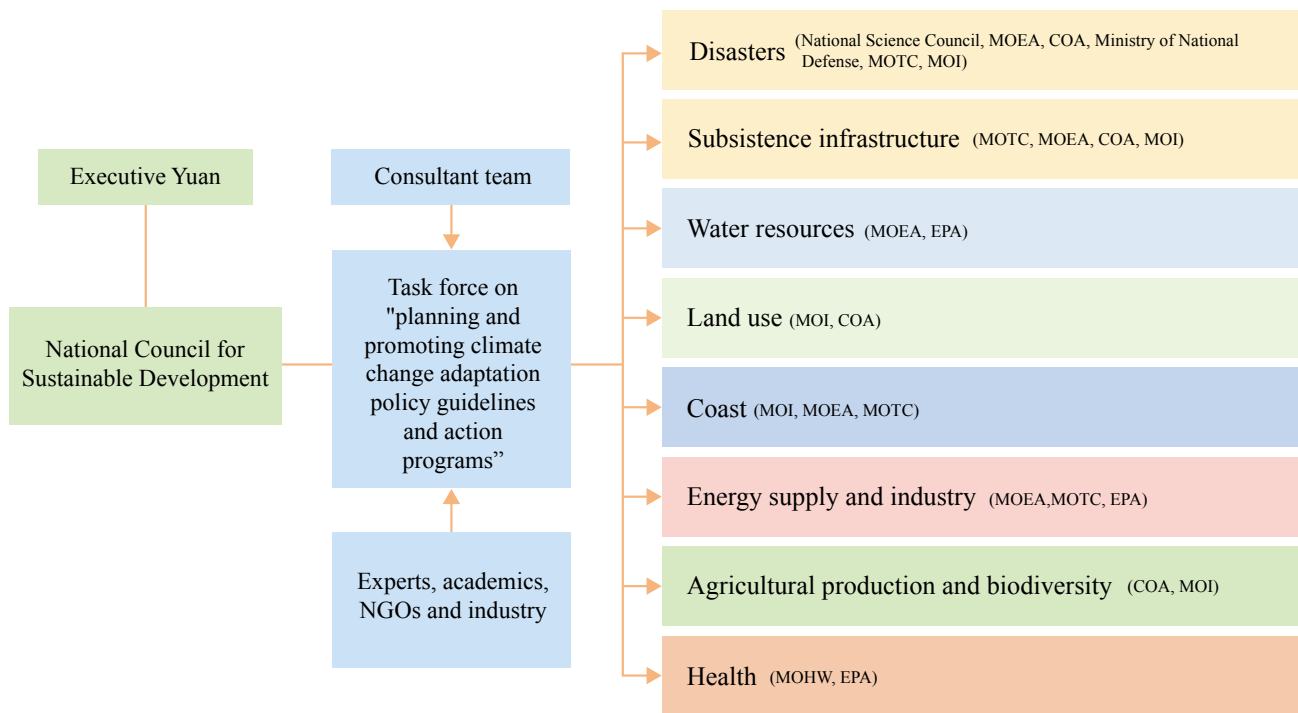 Executive Yuan
National Council for
Sustainable Development
Consultant team
Task force on
"planning and
promoting climate
change adaptation
policy guidelines
and action
programs”
Experts, academics,
NGOs and industry
Disasters (National Science Council, MOEA, COA, Ministry of National
Defense, MOTC, MOI)
Subsistence infrastructure (MOTC, MOEA, COA, MOI)
Water resources (MOEA, EPA)
Land use (MOI, COA)
Coast (MOI, MOEA, MOTC)
Energy supply and industry (MOEA,MOTC, EPA)
Agricultural production and biodiversity (COA, MOI)
Health (MOHW, EPA)